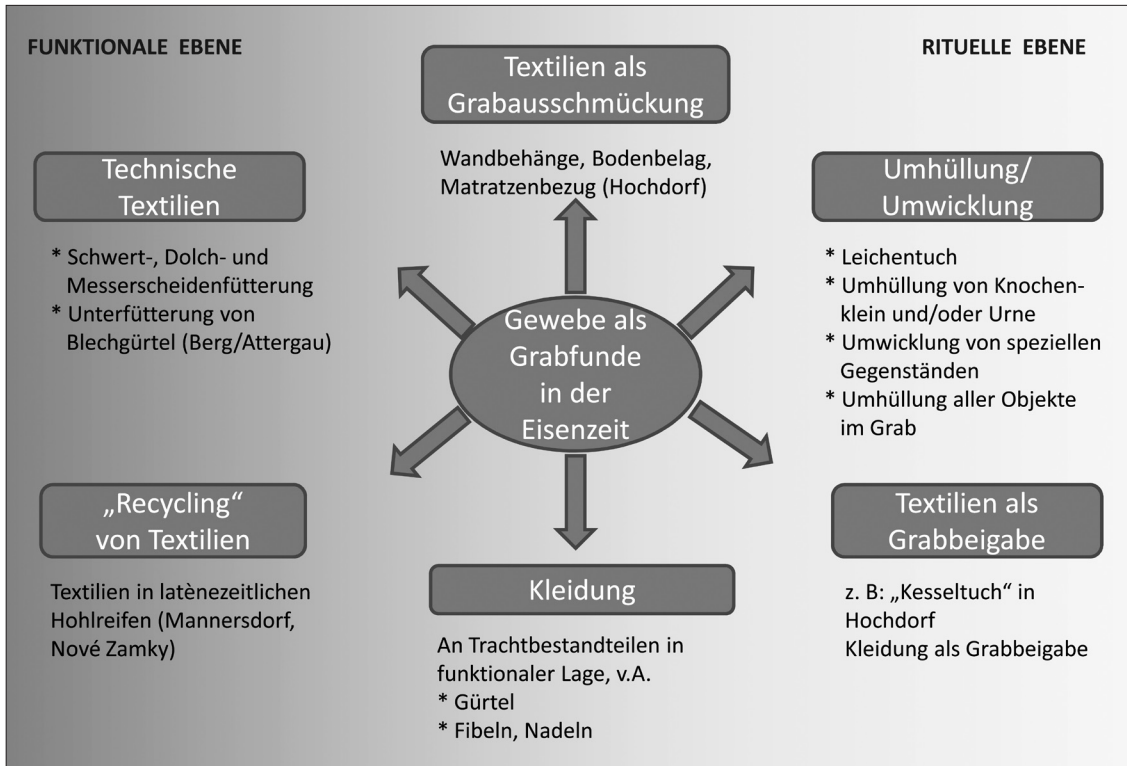 FUNKTIONALE EBENE
RITUELLE EBENE
Textilien als
Grabausschmückung
Wandbehänge, Bodenbelag,
Matratzenbezug (Hochdorf)
Technische
Textilien
* Schwert-, Dolch- und
Messerscheidenfütterung
* Unterfütterung von
Blechgürtel (Berg/Attergau)
Umhüllung/
Umwicklung
* Leichentuch
* Umhüllung von Knochen-
klein und/oder Urne
* Umwicklung von speziellen
Gegenständen
* Umhüllung aller Objekte
im Grab
Gewebe als
Grabfunde
in der
Eisenzeit
„Recycling“
von Textilien
Textilien in latènezeitlichen
Hohlreifen (Mannersdorf,
Nové Zamky)
Kleidung
An Trachtbestandteilen in
funktionaler Lage, v.A.
* Gürtel
* Fibeln, Nadeln
Textilien als
Grabbeigabe
z. B: „Kesseltuch“ in
Hochdorf
Kleidung als Grabbeigabe